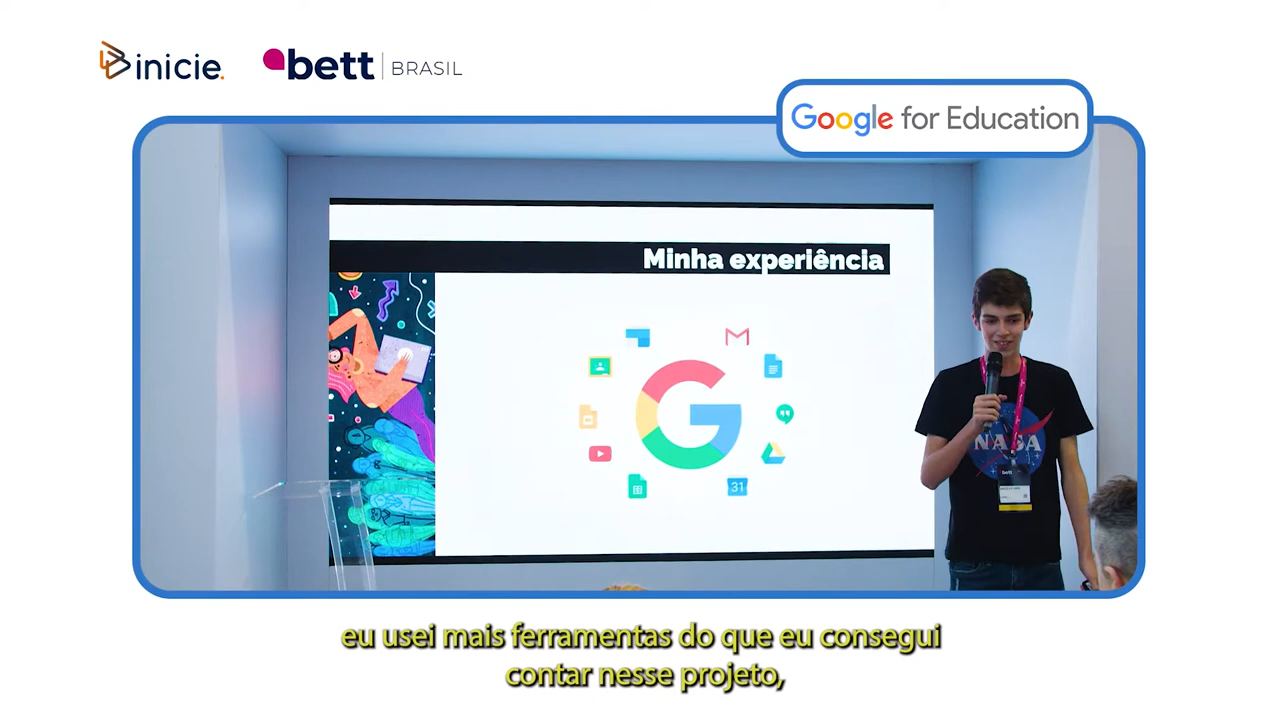 inicie.
bett | BRASIL
Google for Education
Minha experiência
31
NASA
bett
eu usei mais ferramentas do que eu consegui
contar nesse projeto,